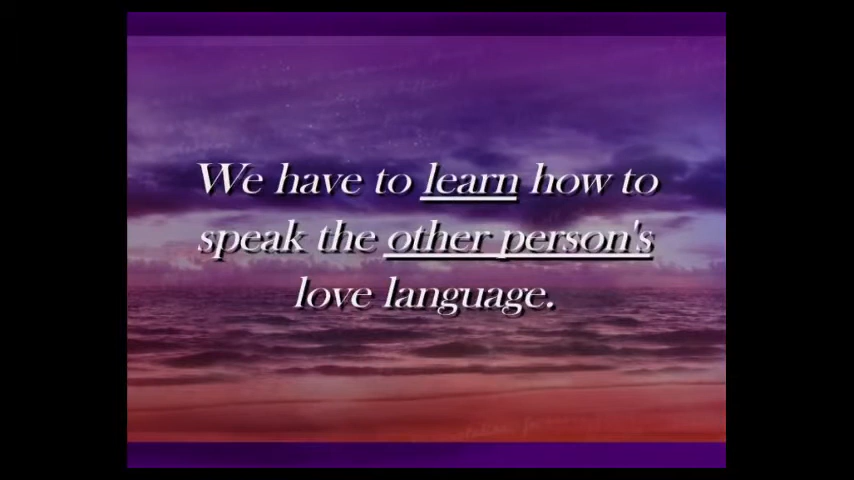 We have to learn how to
speak the other person's
love language.